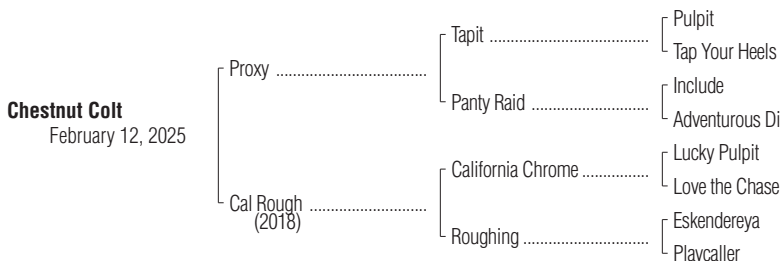 Chestnut Colt
February 12, 2025
Proxy
Cal Rough
(2018)
Tapit
Panty Raid
California Chrome
Roughing
Pulpit
Tap Your Heels
Include
Adventurous Di
Lucky Pulpit
Love the Chase
Eskendereya
Playcaller